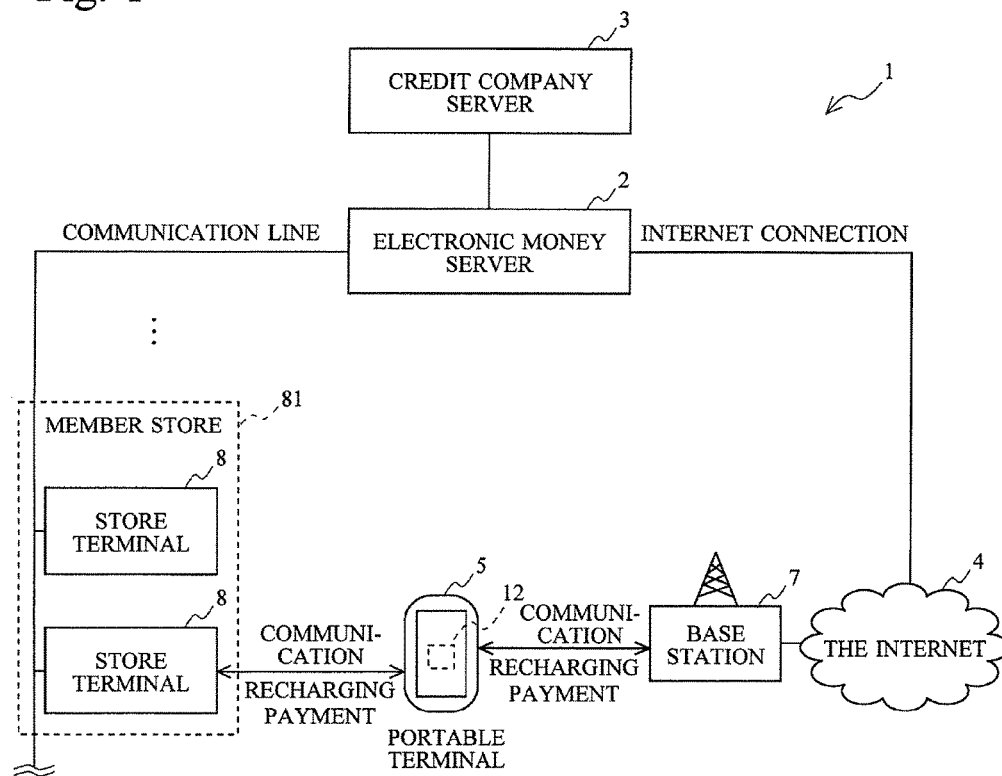 Fig. 1
3
CREDIT COMPANY
SERVER
1
2
COMMUNICATION LINE
ELECTRONIC MONEY
SERVER
INTERNET CONNECTION
81
MEMBER STORE
8
STORE
TERMINAL
8
STORE
TERMINAL
COMMUNI-
CATION
RECHARGING
PAYMENT
5
12
PORTABLE
TERMINAL
COMMUNI-
CATION
RECHARGING
PAYMENT
7
BASE
STATION
4
THE INTERNET